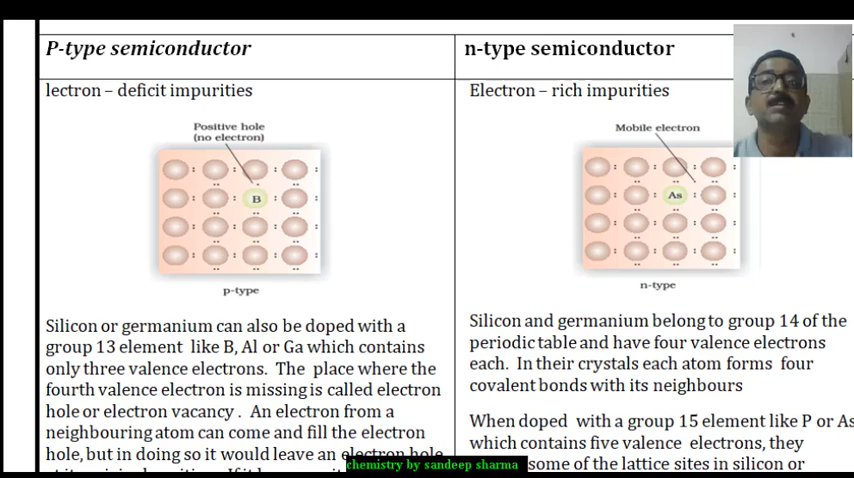 P-type semiconductor
lectron – deficit impurities
Positive hole
(no electron)
B
p-type
Silicon or germanium can also be doped with a
group 13 element like B, Al or Ga which contains
only three valence electrons. The place where the
fourth valence electron is missing is called electron
hole or electron vacancy . An electron from a
neighbouring atom can come and fill the electron
hole, but in doing so it would leave an electron hole
n-type semiconductor
Electron – rich impurities
Mobile electron
As
n-type
Silicon and germanium belong to group 14 of the
periodic table and have four valence electrons
each. In their crystals each atom forms four
covalent bonds with its neighbours
When doped with a group 15 element like P or As
which contains five valence electrons, they
some of the lattice sites in silicon or
chemistry by sandeep sharma